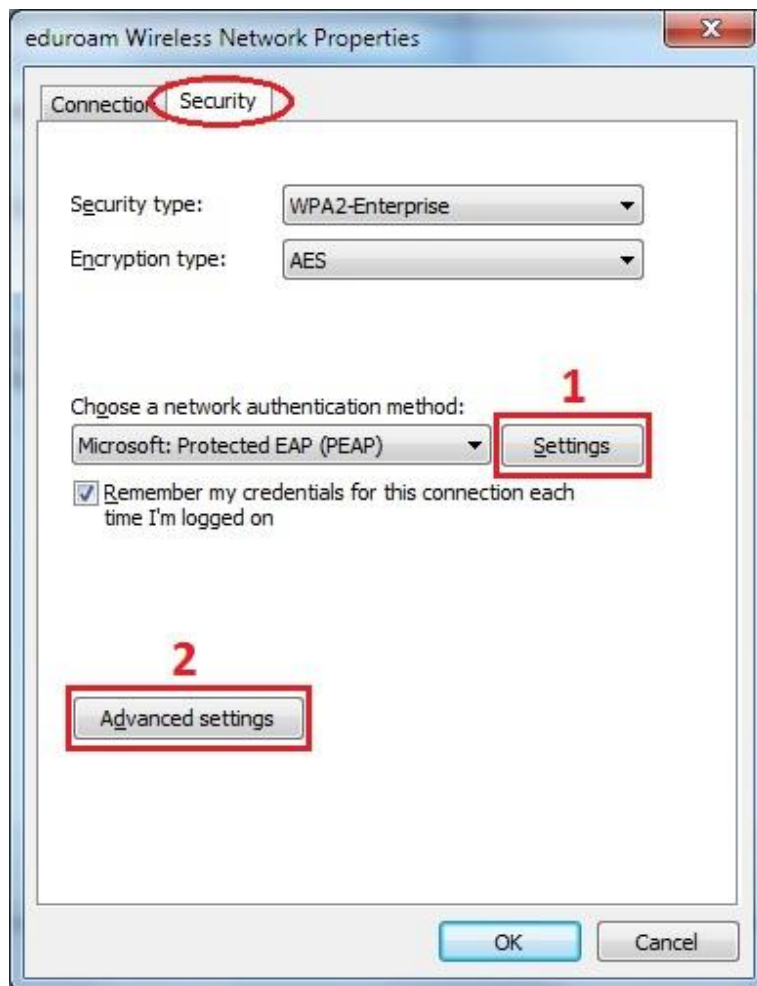 eduroam Wireless Network Properties
Connection Security
Security type: WPA2-Enterprise
Encryption type: AES
1
Choose a network authentication method:
Microsoft: Protected EAP (PEAP) Settings
Remember my credentials for this connection each
time I'm logged on
2
Advanced settings
OK Cancel